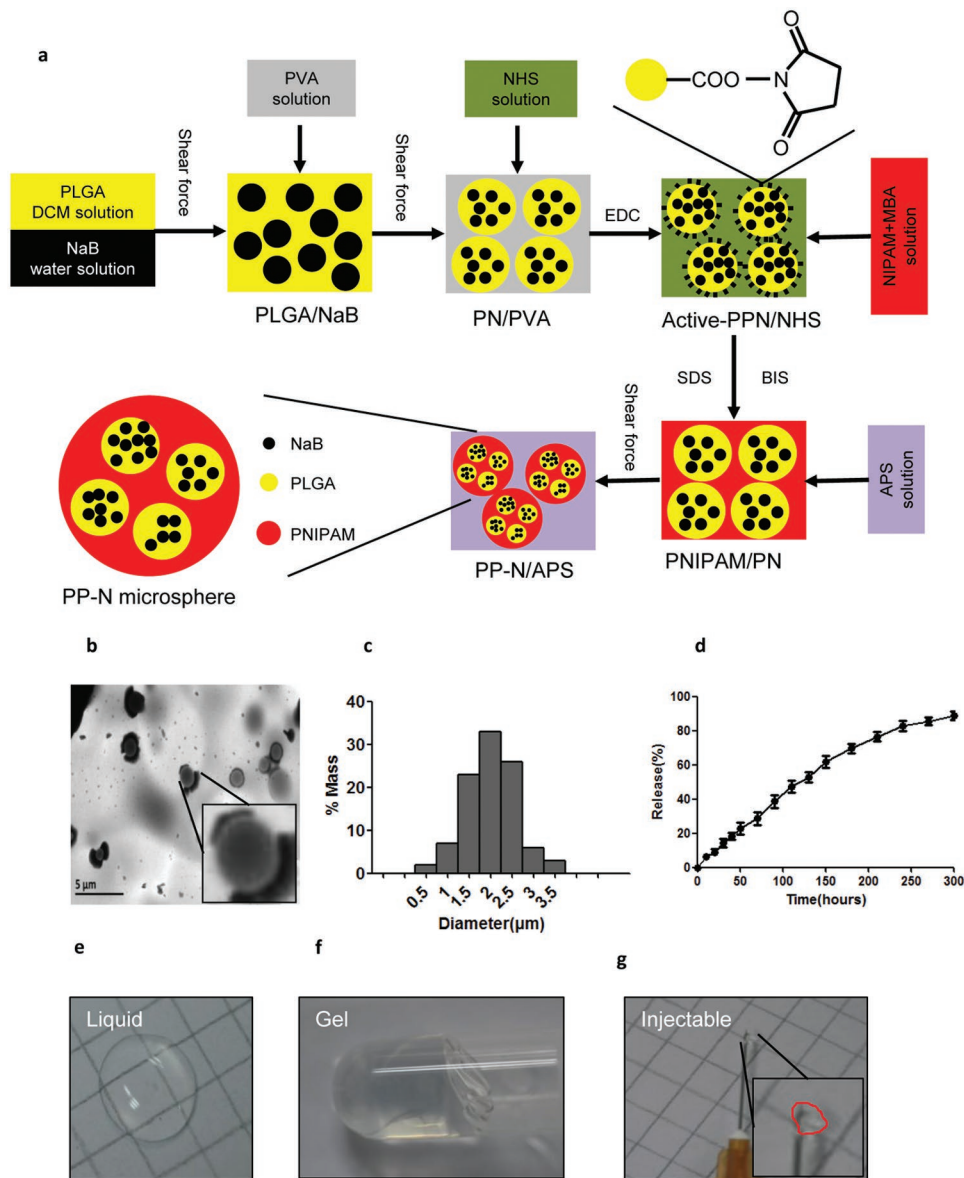 a
PVA
solution
NHS
solution
O
COO
N
O
PLGA
DCM solution
NaB
water solution
Shear force
Shear force
EDC
NIPAM+MBA
solution
PLGA/NaB
PN/PVA
Active-PPN/NHS
SDS
BIS
Shear force
APS
solution
NaB
PLGA
PNIPAM
PP-N microsphere
PP-N/APS
PNIPAM/PN
b
5 µm
c
40
30
20
10
0
% Mass
0.5
1
1.5
2
2.5
3
3.5
Diameter(µm)
d
100
80
60
40
20
0
Release(%)
0
50
100
150
200
250
300
Time(hours)
e
Liquid
f
Gel
g
Injectable